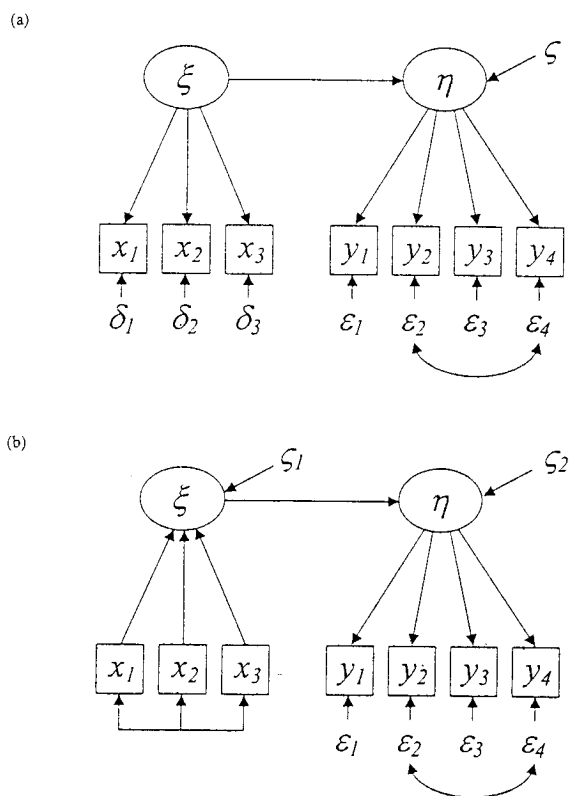 (a)
ξ η ς
x1 x2 x3 y1 y2 y3 y4
δ1 δ2 δ3 ε1 ε2 ε3 ε4
(b)
ς1 ς2
ξ η
x1 x2 x3 y1 y2 y3 y4
ε1 ε2 ε3 ε4